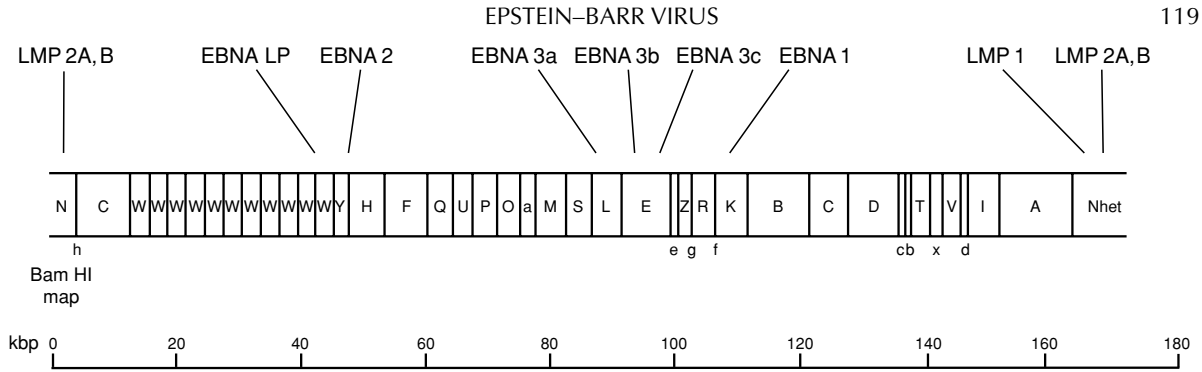 EPSTEIN–BARR VIRUS 119
LMP 2A, B EBNA LP EBNA 2 EBNA 3a EBNA 3b EBNA 3c EBNA 1 LMP 1 LMP 2A,B
N C W W W W W W W W W W W Y H F Q U P O a M S L E Z R K B C D T V I A Nhet
h e g f c b x d
Bam HI
map
kbp 0 20 40 60 80 100 120 140 160 180